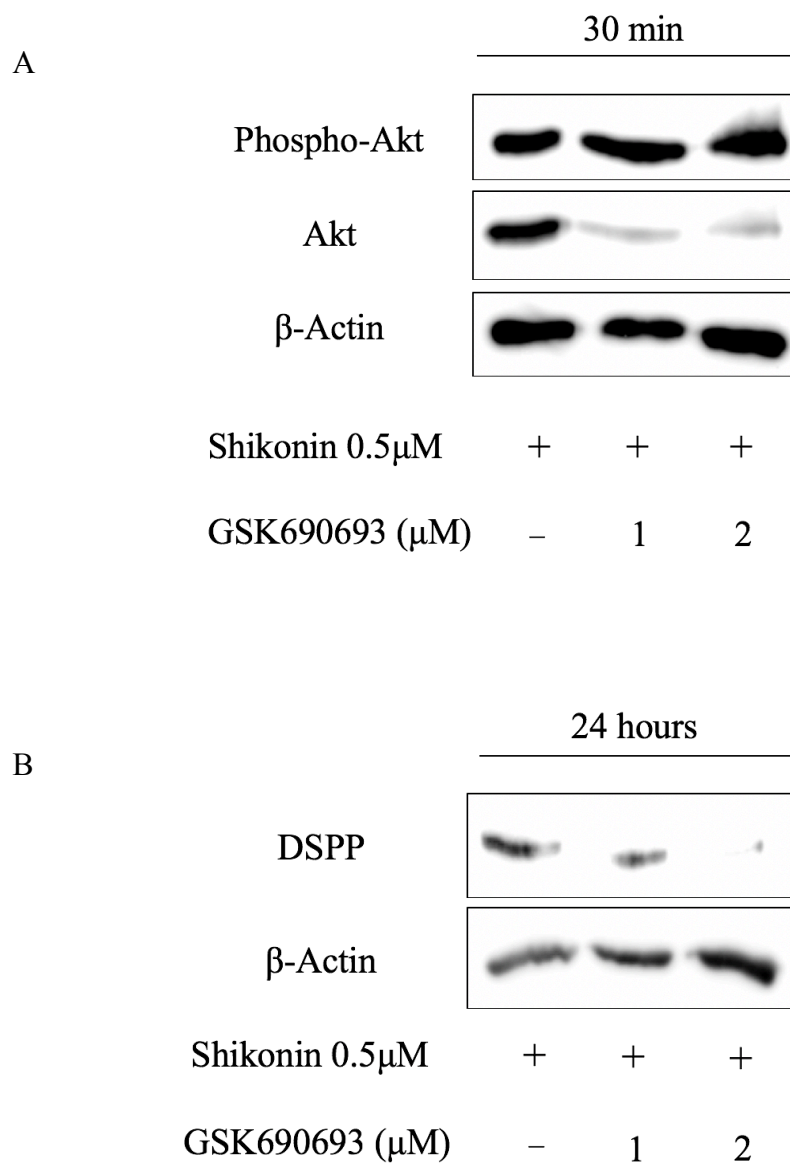 A
30 min
Phospho-Akt
Akt
β-Actin
Shikonin 0.5μM + + +
GSK690693 (μM) – 1 2
B
24 hours
DSPP
β-Actin
Shikonin 0.5μM + + +
GSK690693 (μM) – 1 2